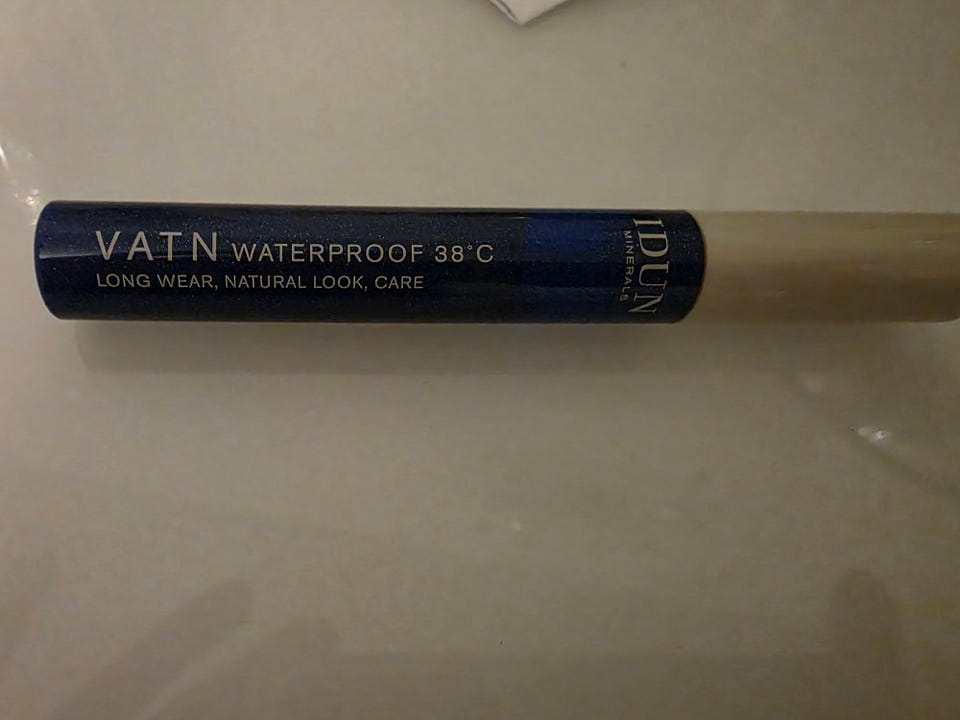 VATN WATERPROOF 38°C
LONG WEAR, NATURAL LOOK, CARE
IDUN
MINERALS